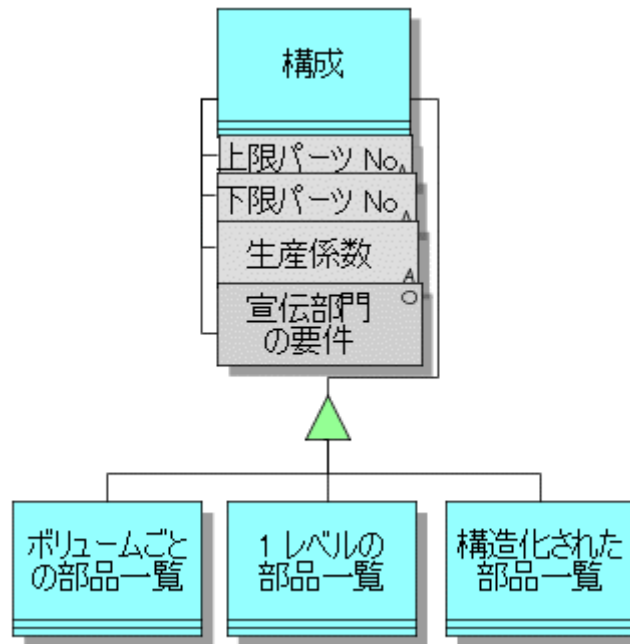 構成
上限パーツ No
A
下限パーツ No
A
生産係数
A
宣伝部門
の要件
O
ボリュームごと
の部品一覧
1 レベルの
部品一覧
構造化された
部品一覧